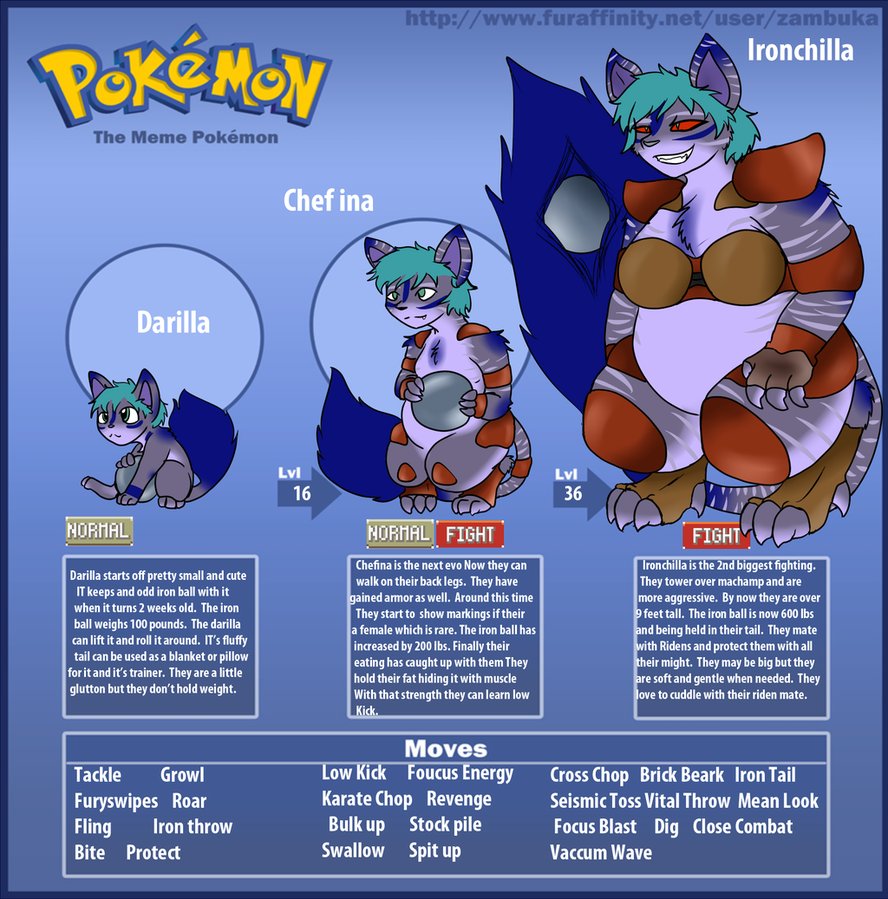 http://www.furaffinity.net/user/zambuka
POKéMON
The Meme Pokémon
Ironchilla
Chef ina
Darilla
Lvl
16
Lvl
36
NORMAL
NORMAL FIGHT
FIGHT
Darilla starts off pretty small and cute
IT keeps and odd iron ball with it
when it turns 2 weeks old. The iron
ball weighs 100 pounds. The darilla
can lift it and roll it around. IT's fluffy
tail can be used as a blanket or pillow
for it and it's trainer. They are a little
glutton but they don't hold weight.
Chefina is the next evo Now they can
walk on their back legs. They have
gained armor as well. Around this time
They start to show markings if their
a female which is rare. The iron ball has
increased by 200 lbs. Finally their
eating has caught up with them They
hold their fat hiding it with muscle
With that strength they can learn low
Kick.
Ironchilla is the 2nd biggest fighting.
They tower over machamp and are
more aggressive. By now they are over
9 feet tall. The iron ball is now 600 lbs
and being held in their tail. They mate
with Ridens and protect them with all
their might. They may be big but they
are soft and gentle when needed. They
love to cuddle with their riden mate.
Moves
Tackle Growl
Furyswipes Roar
Fling Iron throw
Bite Protect
Low Kick Foucus Energy
Karate Chop Revenge
Bulk up Stock pile
Swallow Spit up
Cross Chop Brick Beark Iron Tail
Seismic Toss Vital Throw Mean Look
Focus Blast Dig Close Combat
Vaccum Wave